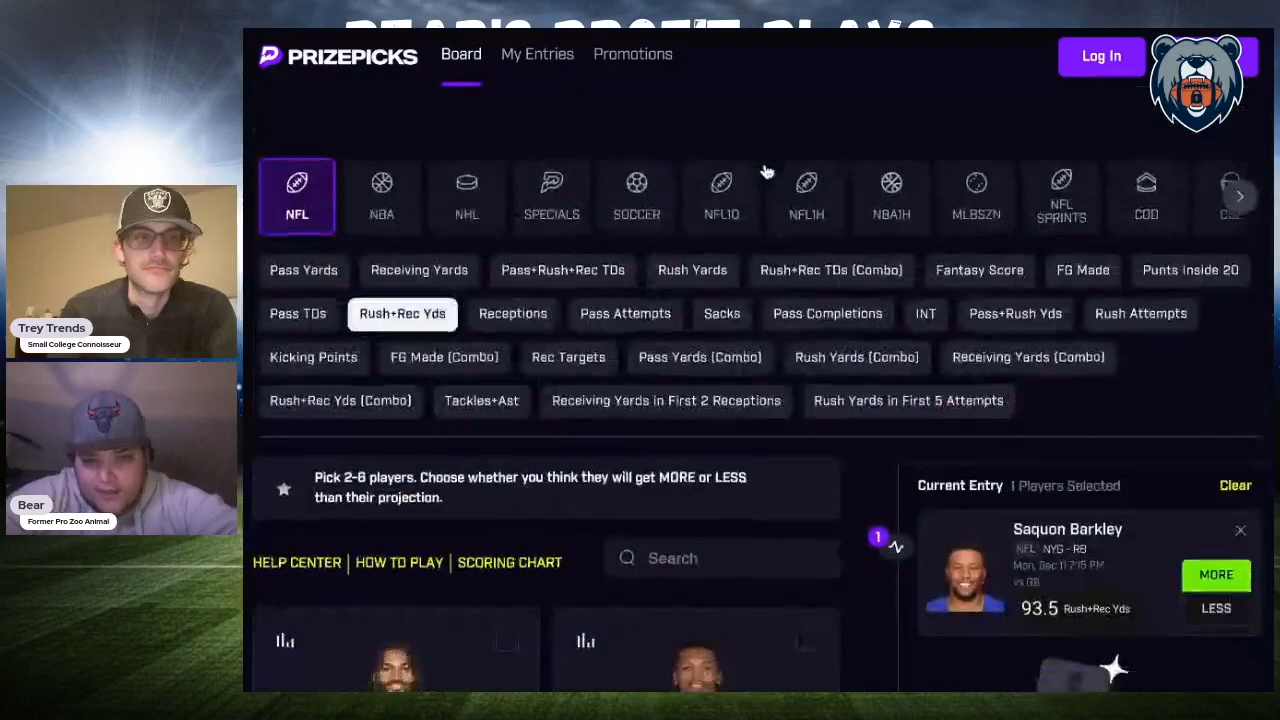 BEAR'S PROFIT PLAYS
PRIZEPICKS
Board
My Entries
Promotions
Log In
NFL
NBA
NHL
SPECIALS
SOCCER
NFL1Q
NFL1H
NBA1H
MLBSZN
NFL SPRINTS
COD
Pass Yards
Receiving Yards
Pass+Rush+Rec TDs
Rush Yards
Rush+Rec TDs (Combo)
Fantasy Score
FG Made
Punts Inside 20
Pass TDs
Rush+Rec Yds
Receptions
Pass Attempts
Sacks
Pass Completions
INT
Pass+Rush Yds
Rush Attempts
Kicking Points
FG Made (Combo)
Rec Targets
Pass Yards (Combo)
Rush Yards (Combo)
Receiving Yards (Combo)
Rush+Rec Yds (Combo)
Tackles+Ast
Receiving Yards in First 2 Receptions
Rush Yards in First 5 Attempts
Pick 2-6 players. Choose whether you think they will get MORE or LESS
than their projection.
HELP CENTER | HOW TO PLAY | SCORING CHART
Search
Current Entry 1 Players Selected
Clear
1
Saquon Barkley
NFL NYG - RB
Mon, Dec 11 7:15 PM
vs GB
93.5 Rush+Rec Yds
MORE
LESS
Trey Trends
Small College Connoisseur
Bear
Former Pro Zoo Animal